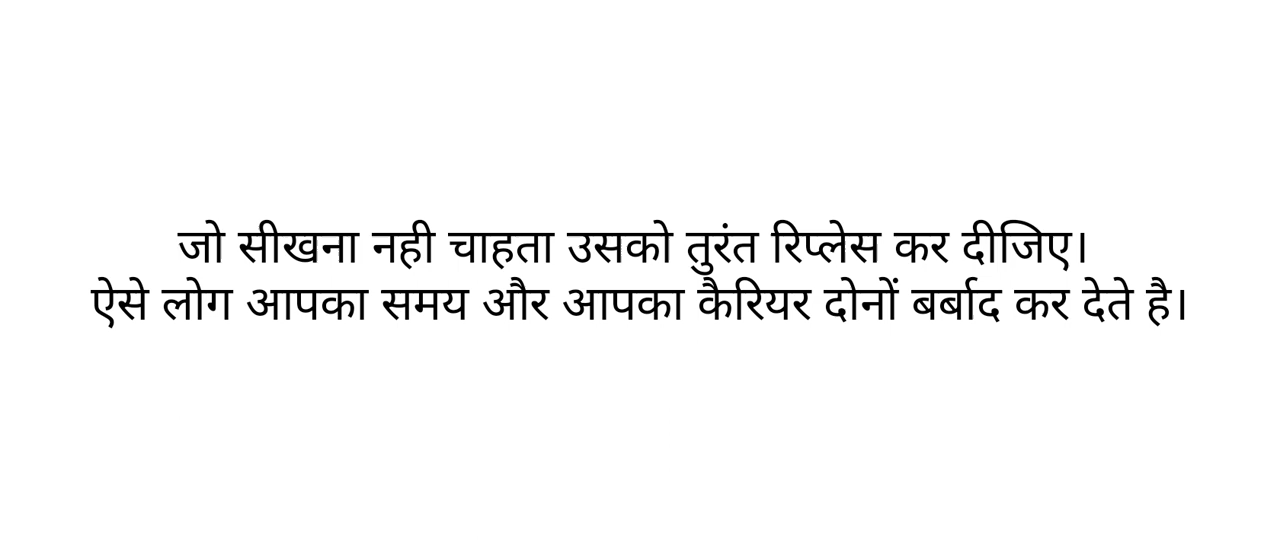 जो सीखना नही चाहता उसको तुरंत रिप्लेस कर दीजिए।
ऐसे लोग आपका समय और आपका कैरियर दोनों बर्बाद कर देते है।